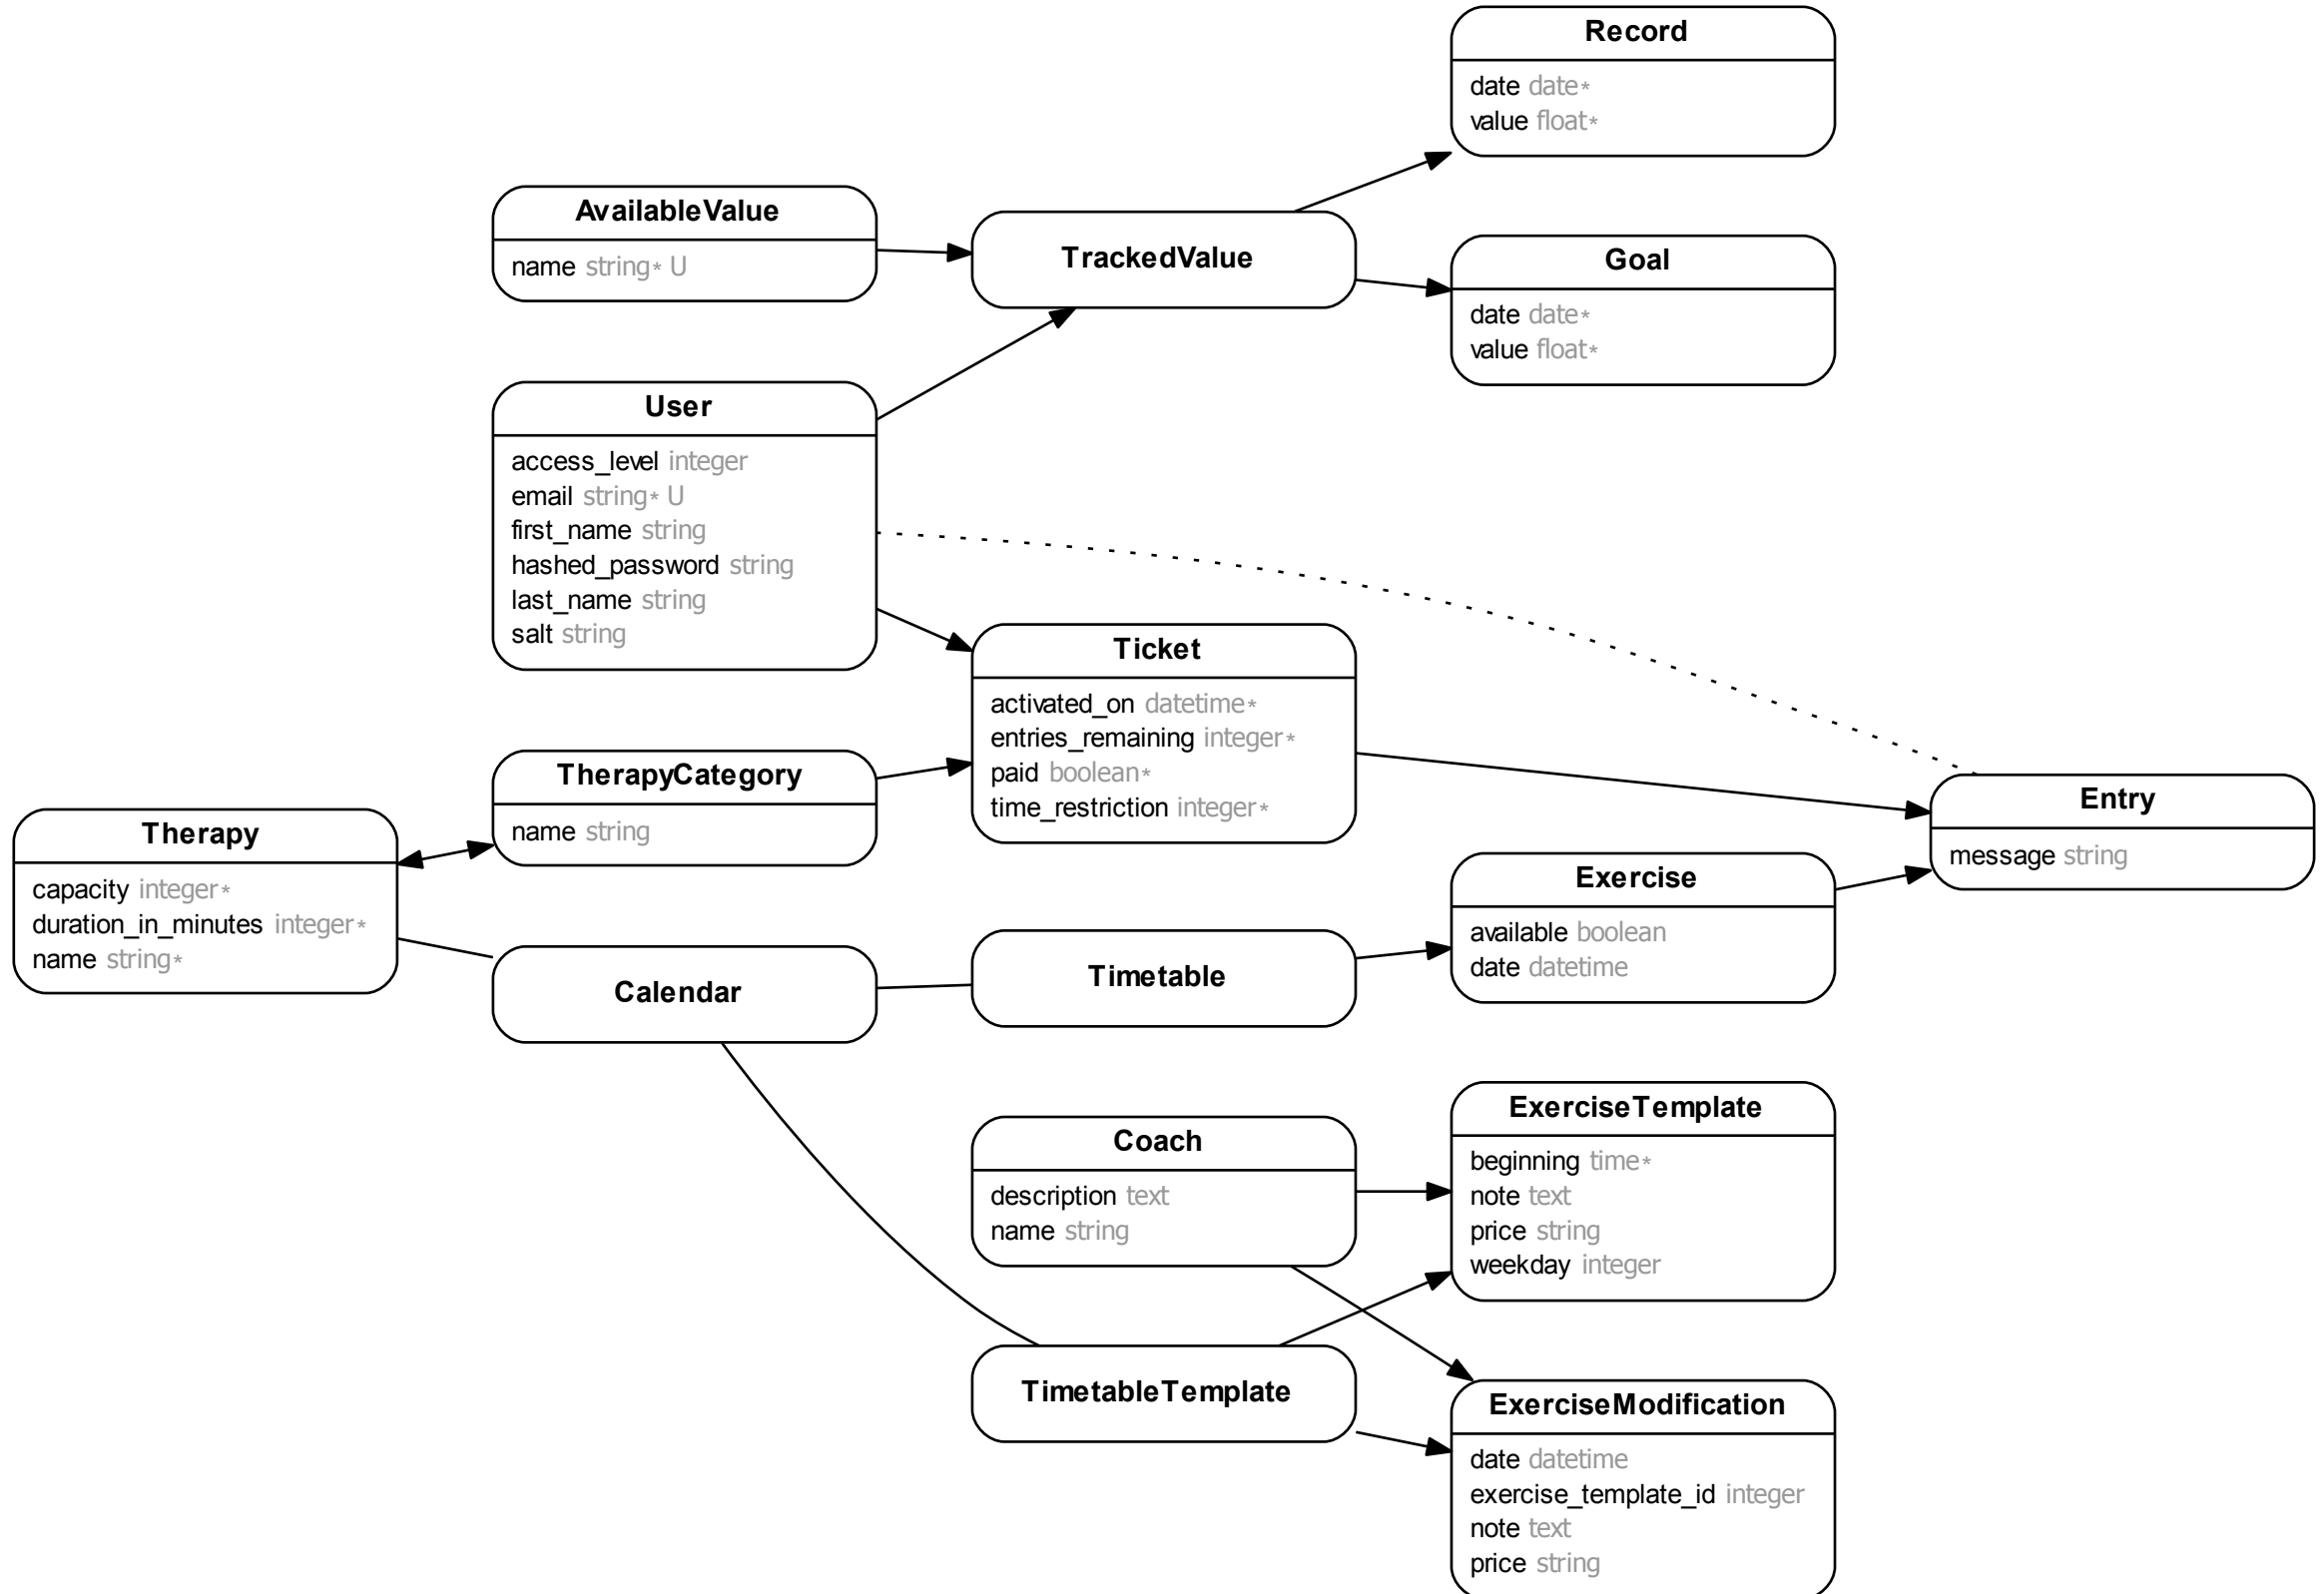 Record
date date*
value float*
AvailableValue
name string* U
TrackedValue
Goal
date date*
value float*
User
access_level integer
email string* U
first_name string
hashed_password string
last_name string
salt string
Ticket
activated_on datetime*
entries_remaining integer*
paid boolean*
time_restriction integer*
TherapyCategory
name string
Entry
message string
Therapy
capacity integer*
duration_in_minutes integer*
name string*
Exercise
available boolean
date datetime
Calendar
Timetable
ExerciseTemplate
beginning time*
note text
price string
weekday integer
Coach
description text
name string
TimetableTemplate
ExerciseModification
date datetime
exercise_template_id integer
note text
price string